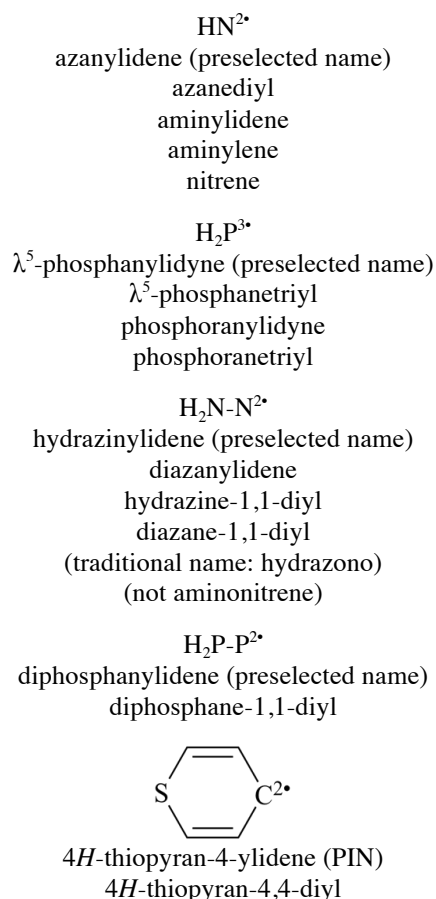 HN²•
azanylidene (preselected name)
azanediyl
aminylidene
aminylene
nitrene
H₂P³•
λ⁵-phosphanylidyne (preselected name)
λ⁵-phosphanetriyl
phosphoranylidyne
phosphoranetriyl
H₂N-N²•
hydrazinylidene (preselected name)
diazanylidene
hydrazine-1,1-diyl
diazane-1,1-diyl
(traditional name: hydrazono)
(not aminonitrene)
H₂P-P²•
diphosphanylidene (preselected name)
diphosphane-1,1-diyl
S C²•
4H-thiopyran-4-ylidene (PIN)
4H-thiopyran-4,4-diyl